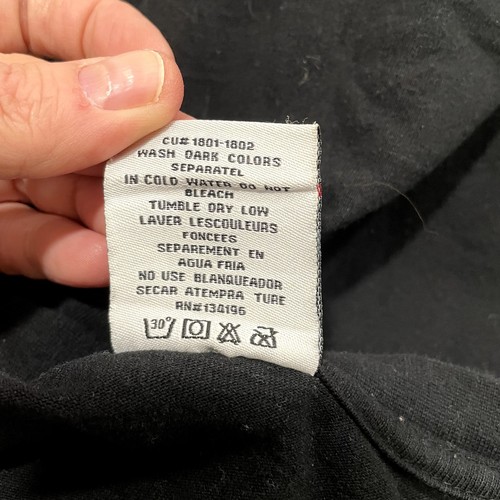 CU# 1801-1802
WASH DARK COLORS
SEPARATEL
IN COLD WATER DO NOT
BLEACH
TUMBLE DRY LOW
LAVER LESCOULEURS
FONCEES
SEPAREMENT EN
AGUA FRIA
NO USE BLANQUEADOR
SECAR ATEMPRA TURE
RN#134196
30°